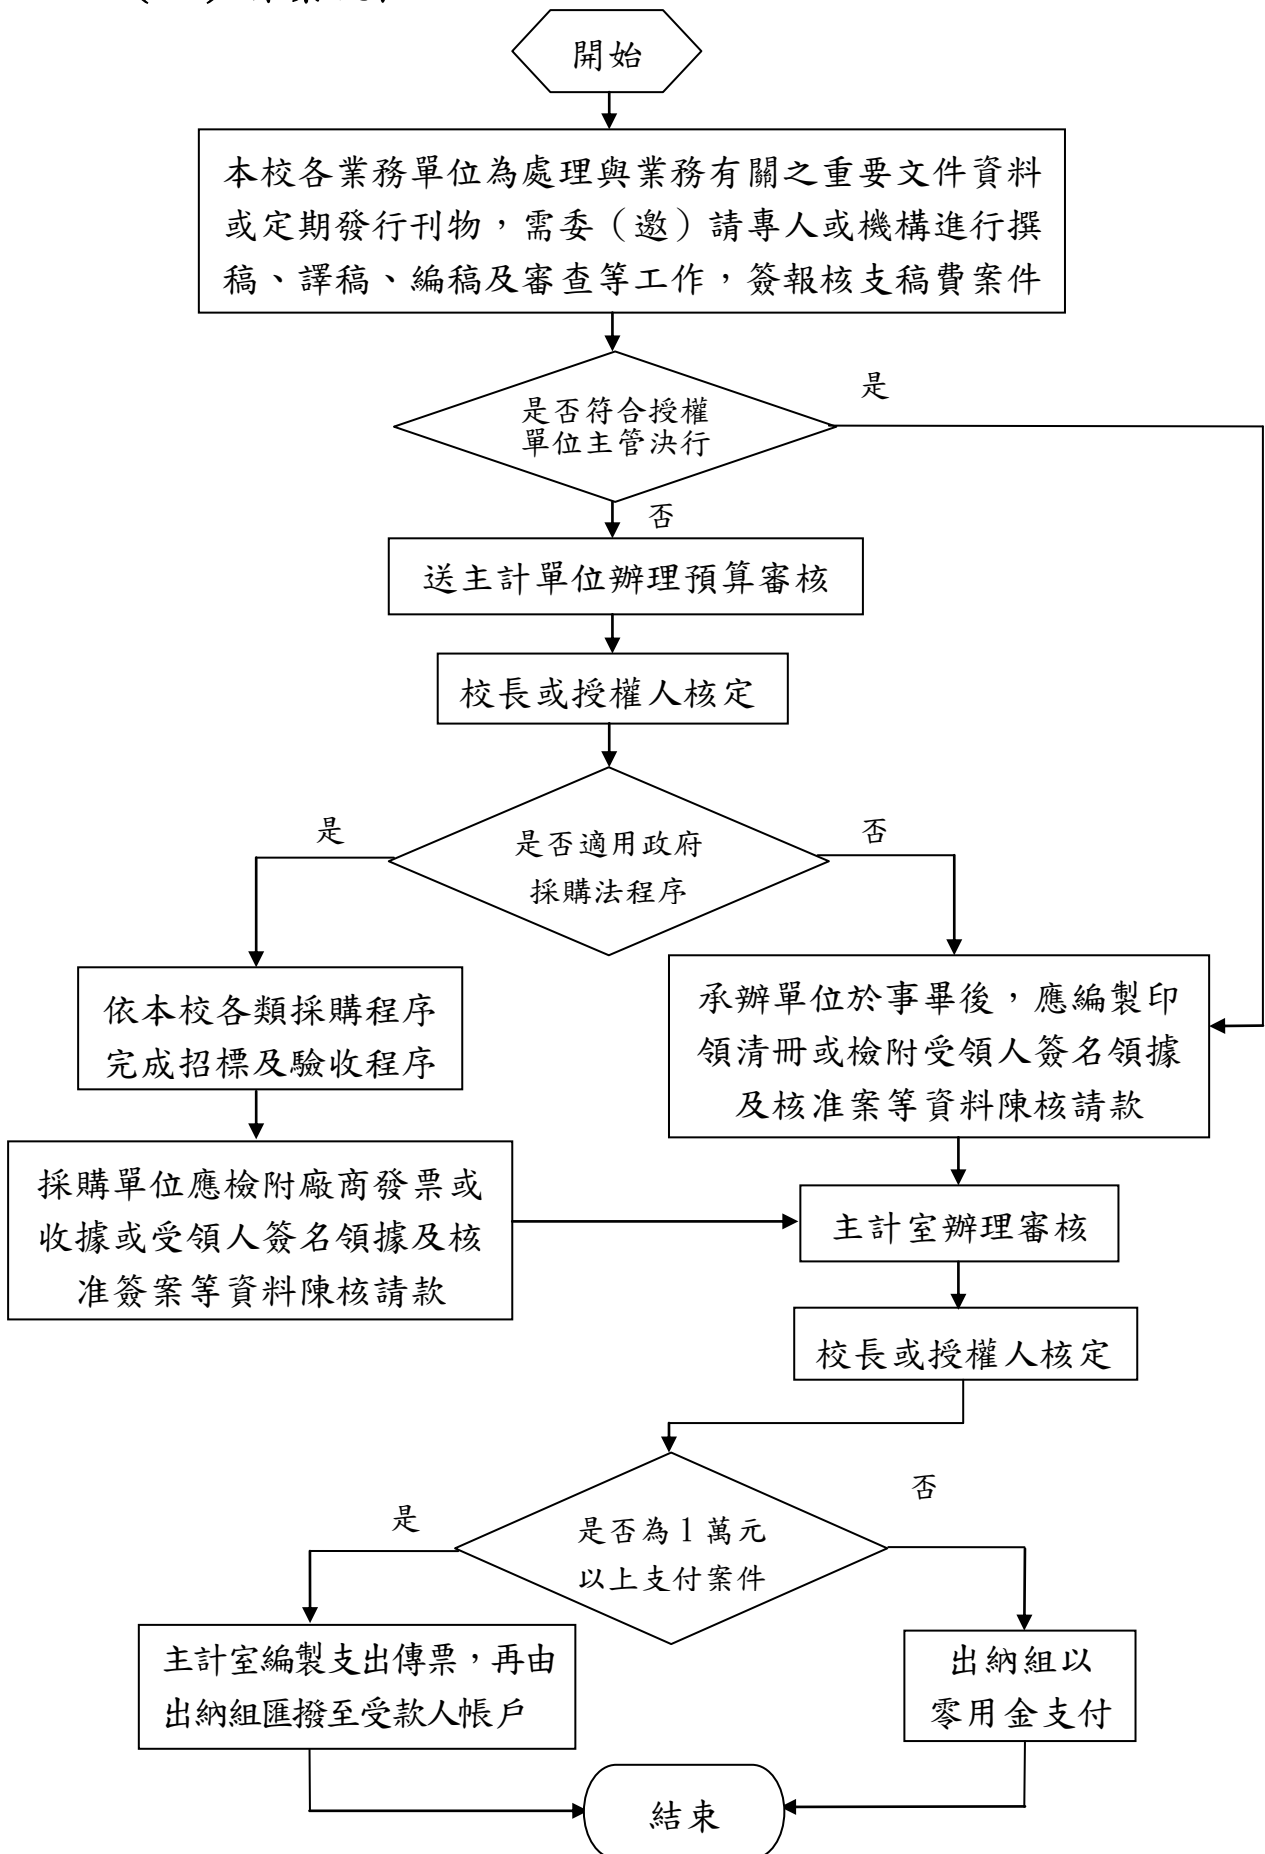 開始
本校各業務單位為處理與業務有關之重要文件資料
或定期發行刊物，需委（邀）請專人或機構進行撰
稿、譯稿、編稿及審查等工作，簽報核支稿費案件
是否符合授權
單位主管決行
是
否
送主計單位辦理預算審核
校長或授權人核定
是否適用政府
採購法程序
是
否
依本校各類採購程序
完成招標及驗收程序
承辦單位於事畢後，應編製印
領清冊或檢附受領人簽名領據
及核准案等資料陳核請款
採購單位應檢附廠商發票或
收據或受領人簽名領據及核
准簽案等資料陳核請款
主計室辦理審核
校長或授權人核定
是否為1萬元
以上支付案件
是
否
主計室編製支出傳票，再由
出納組匯撥至受款人帳戶
出納組以
零用金支付
結束